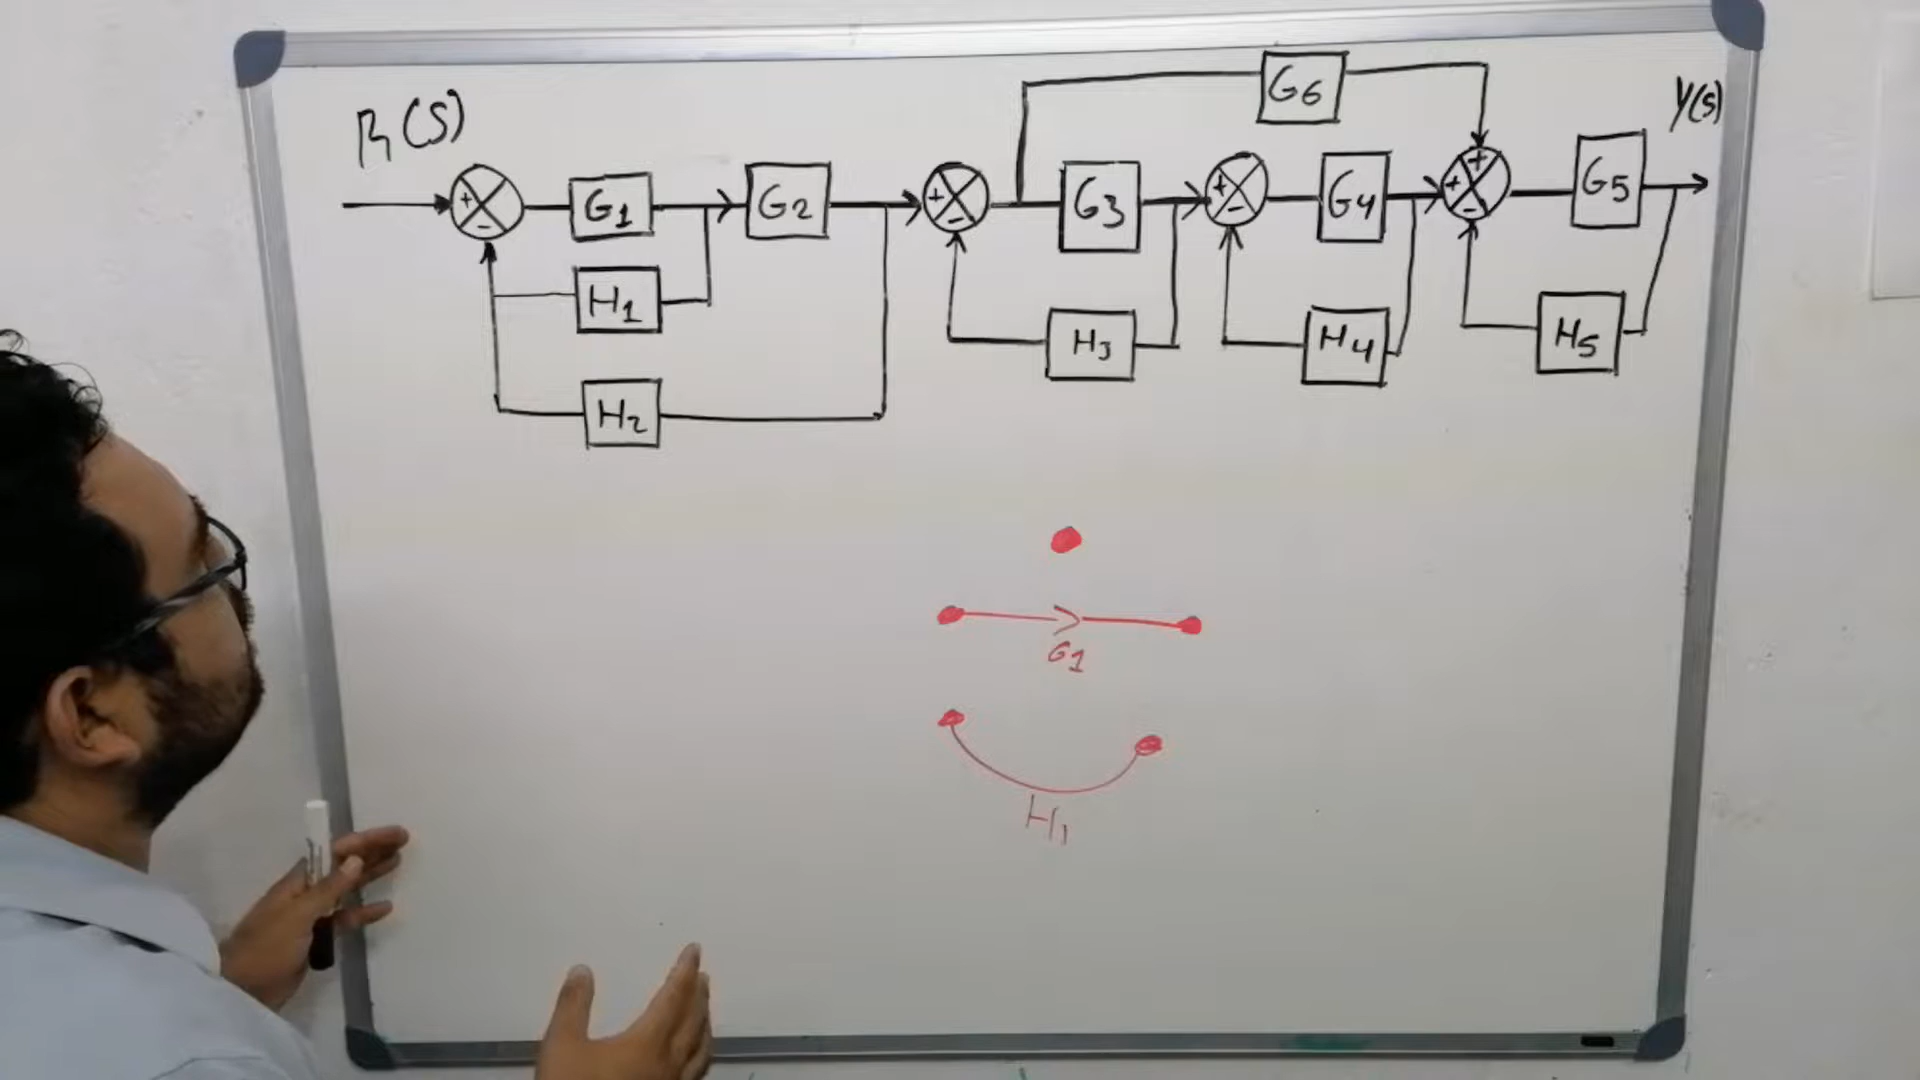 R(S)
Y(s)
G6
+ -
G1
G2
+ -
G3
+ -
G4
+ + -
G5
H1
H3
H4
H5
H2
G1
H1